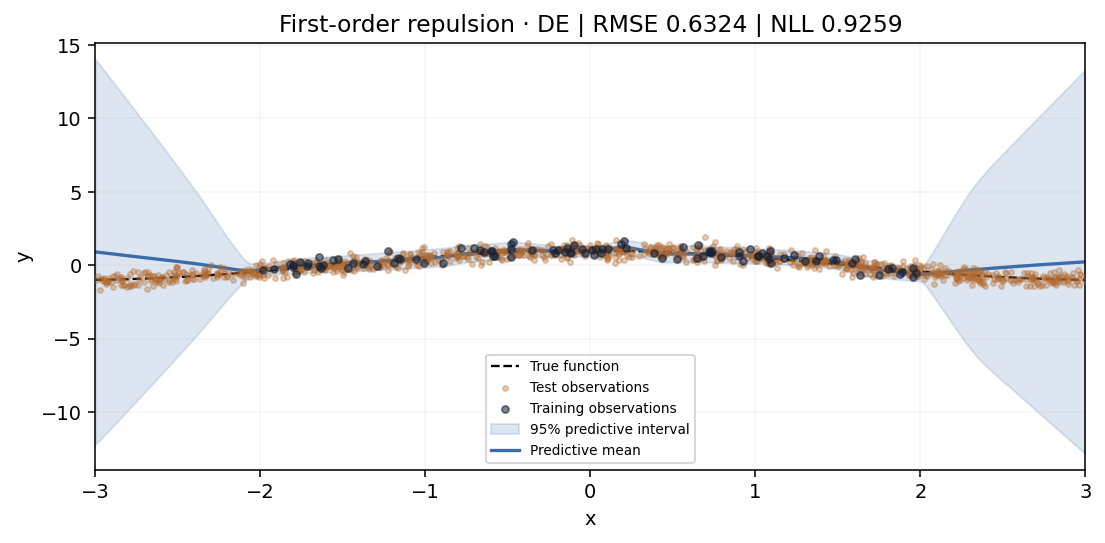 First-order repulsion · DE | RMSE 0.6324 | NLL 0.9259
15
10
5
0
−5
−10
y
True function
Test observations
Training observations
95% predictive interval
Predictive mean
−3 −2 −1 0 1 2 3
x